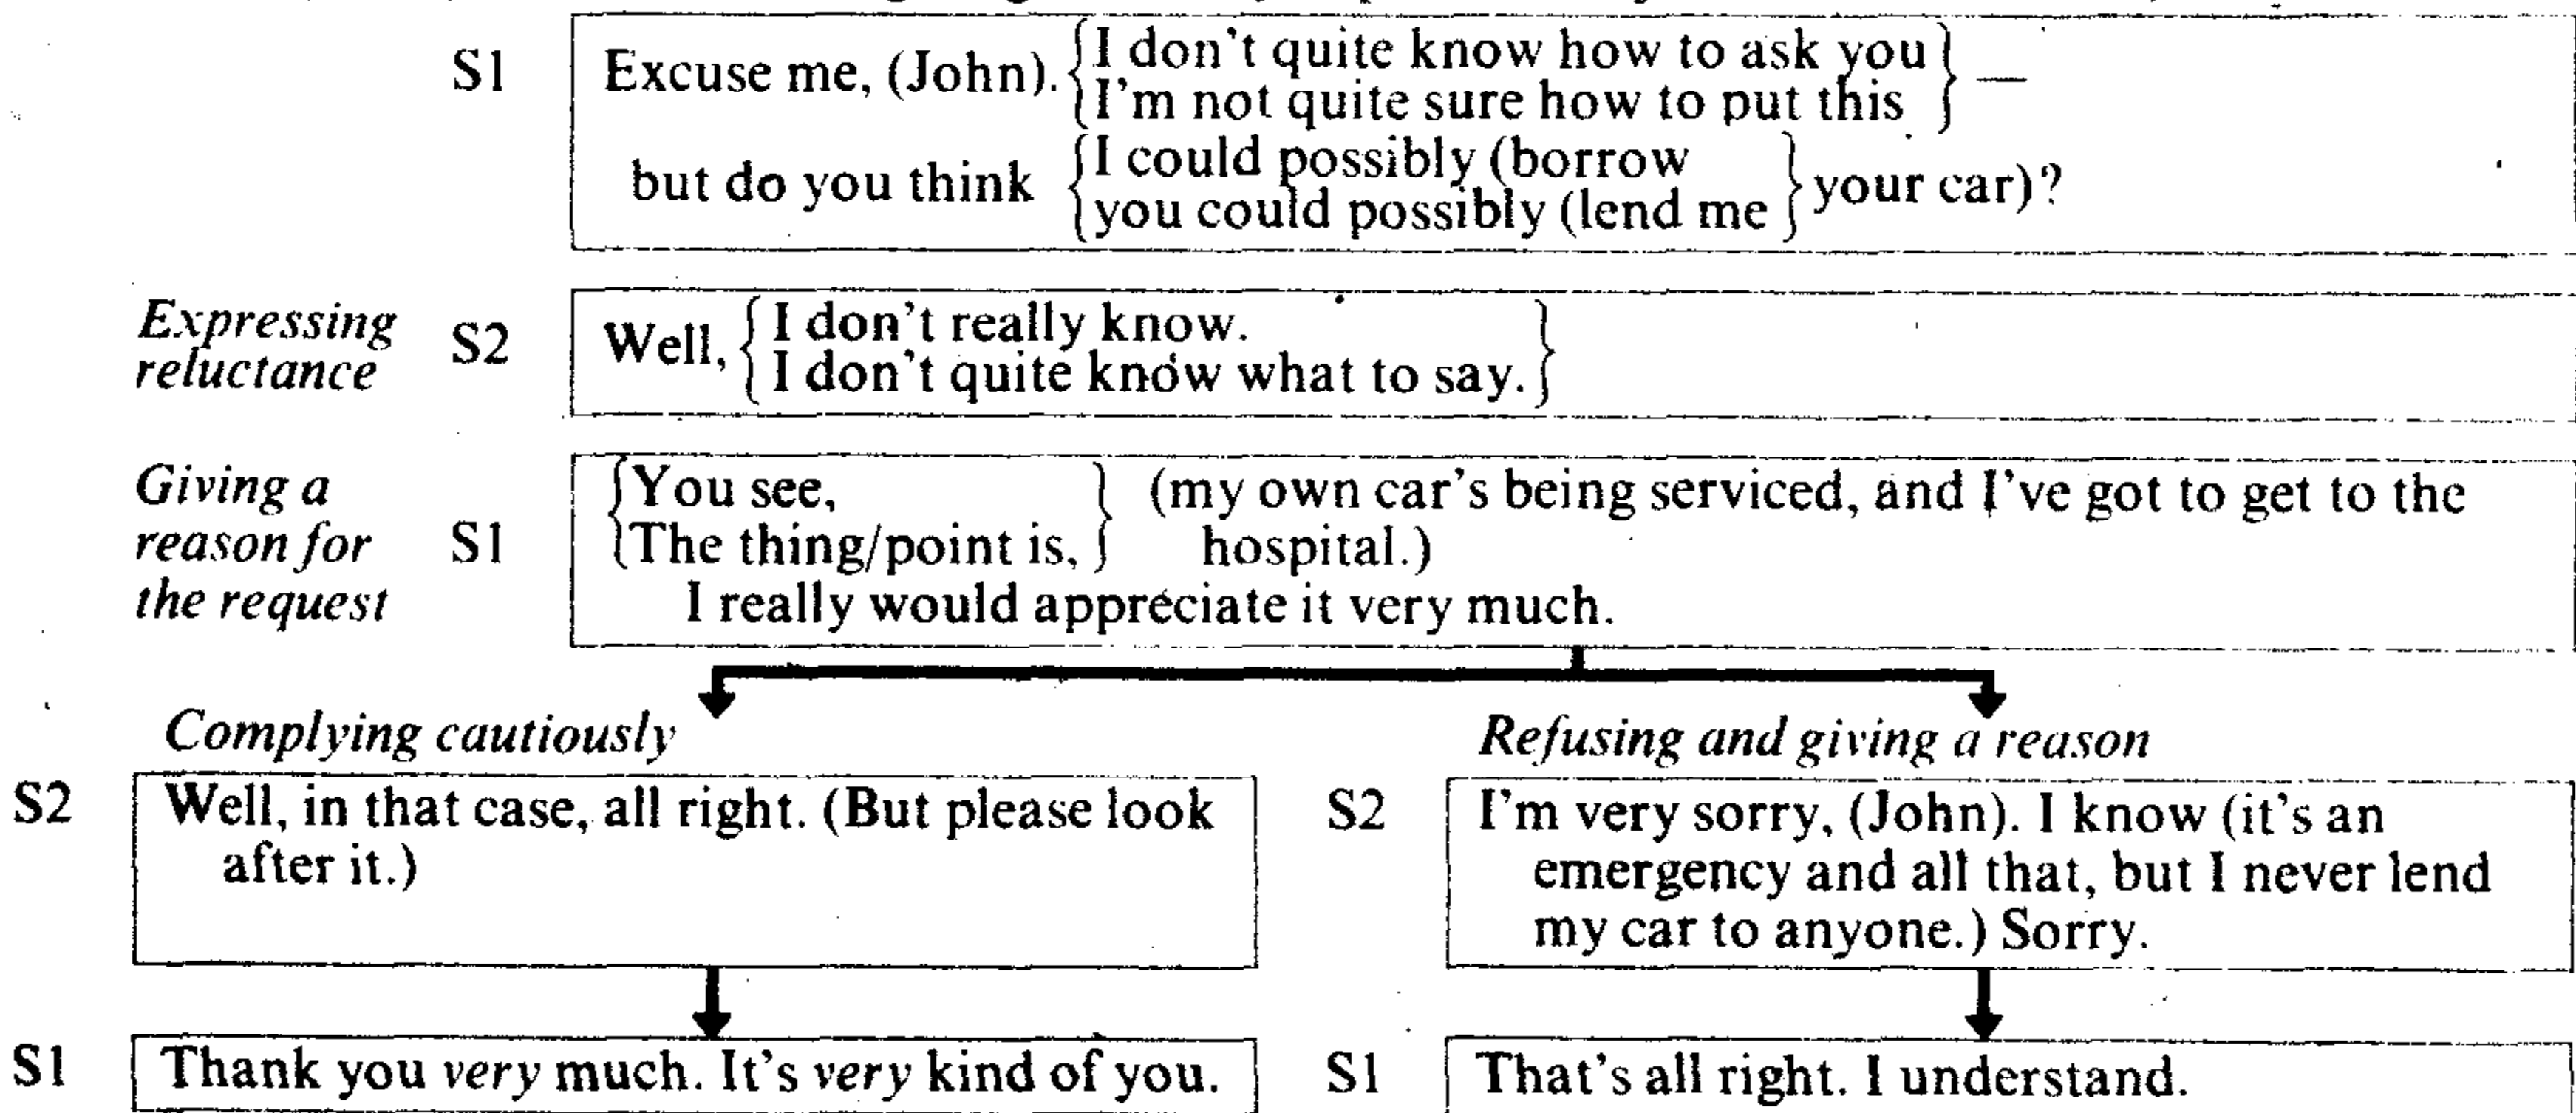 S1 Excuse me, (John). {I don't quite know how to ask you} —
{I'm not quite sure how to put this}
but do you think {I could possibly (borrow} your car)?
{you could possibly (lend me}
Expressing reluctance S2 Well, {I don't really know.}
{I don't quite know what to say.}
Giving a reason for the request S1 {You see,} (my own car's being serviced, and I've got to get to the
{The thing/point is,} hospital.)
I really would appreciate it very much.
Complying cautiously
S2 Well, in that case, all right. (But please look
after it.)
S1 Thank you very much. It's very kind of you.
Refusing and giving a reason
S2 I'm very sorry, (John). I know (it's an
emergency and all that, but I never lend
my car to anyone.) Sorry.
S1 That's all right. I understand.